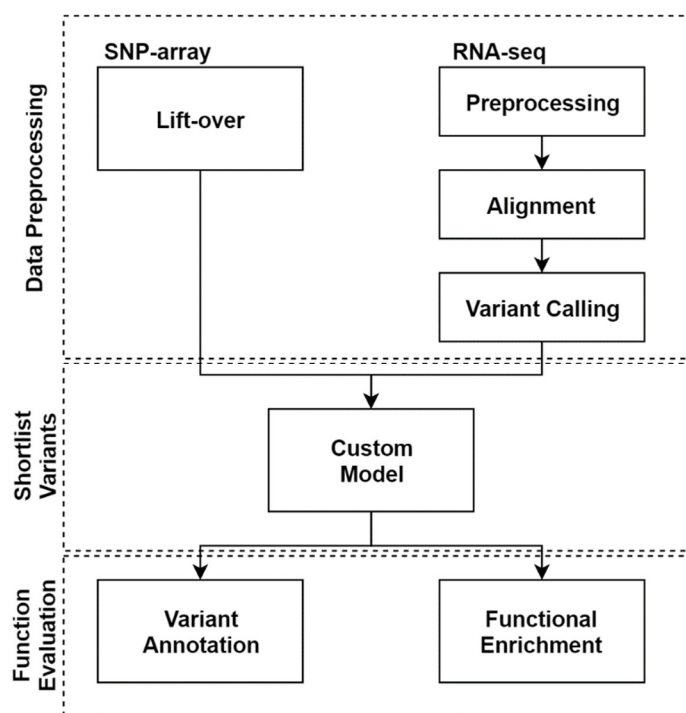 SNP-array
RNA-seq
Lift-over
Preprocessing
Alignment
Variant Calling
Data Preprocessing
Custom
Model
Shortlist
Variants
Variant
Annotation
Functional
Enrichment
Function
Evaluation